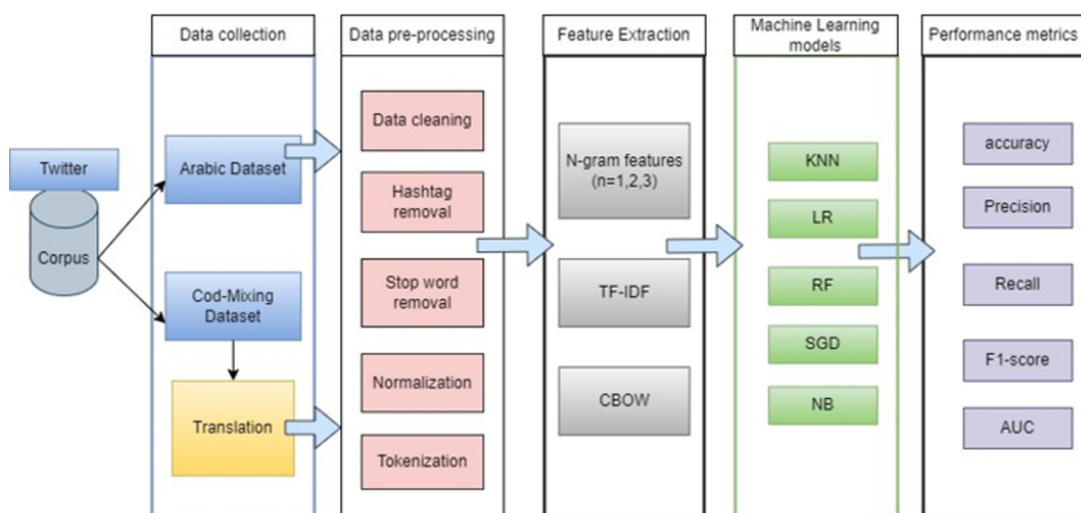 Data collection
Data pre-processing
Feature Extraction
Machine Learning
models
Performance metrics
Twitter
Corpus
Arabic Dataset
Cod-Mixing
Dataset
Translation
Data cleaning
Hashtag
removal
Stop word
removal
Normalization
Tokenization
N-gram features
(n=1,2,3)
TF-IDF
CBOW
KNN
LR
RF
SGD
NB
accuracy
Precision
Recall
F1-score
AUC